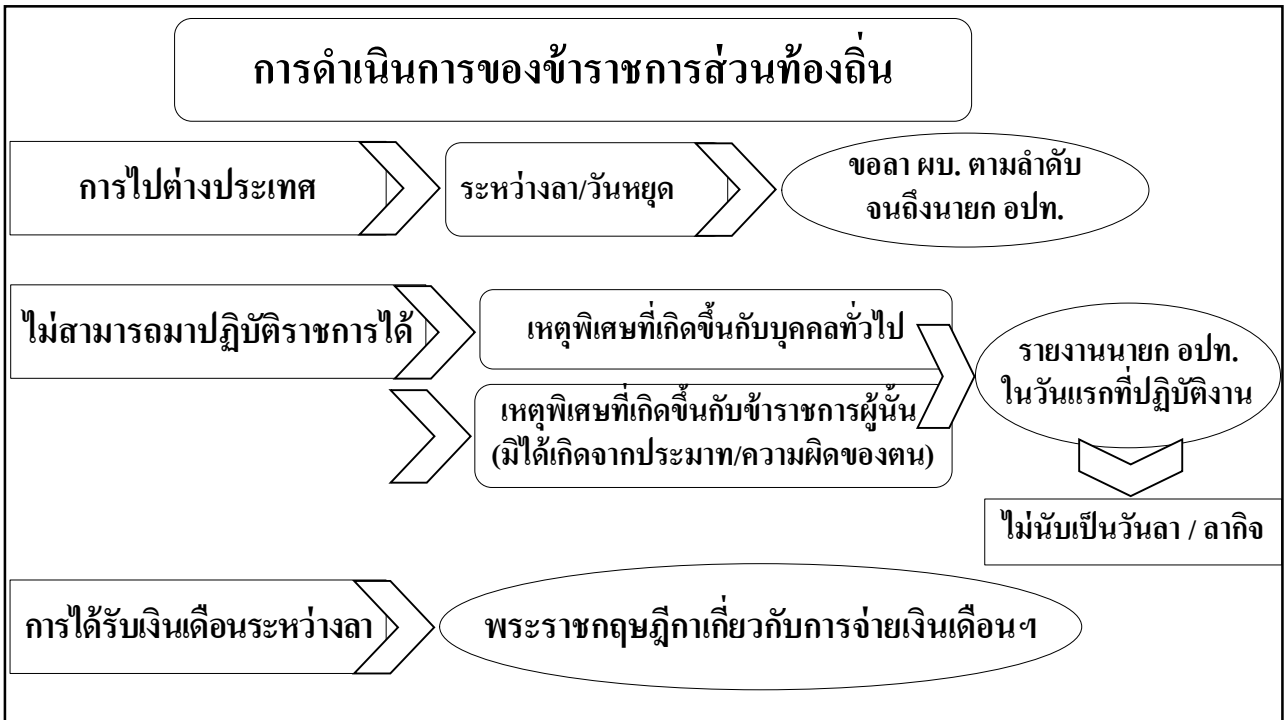 การดำเนินการของข้าราชการส่วนท้องถิ่น
การไปต่างประเทศ
ระหว่างลา/วันหยุด
ขอลา ผบ. ตามลำดับ
จนถึงนายก อปท.
ไม่สามารถมาปฏิบัติราชการได้
เหตุพิเศษที่เกิดขึ้นกับบุคคลทั่วไป
เหตุพิเศษที่เกิดขึ้นกับข้าราชการผู้นั้น
(มิได้เกิดจากประมาท/ความผิดของตน)
รายงานนายก อปท.
ในวันแรกที่ปฏิบัติงาน
ไม่นับเป็นวันลา / ลากิจ
การได้รับเงินเดือนระหว่างลา
พระราชกฤษฎีกาเกี่ยวกับการจ่ายเงินเดือนฯ